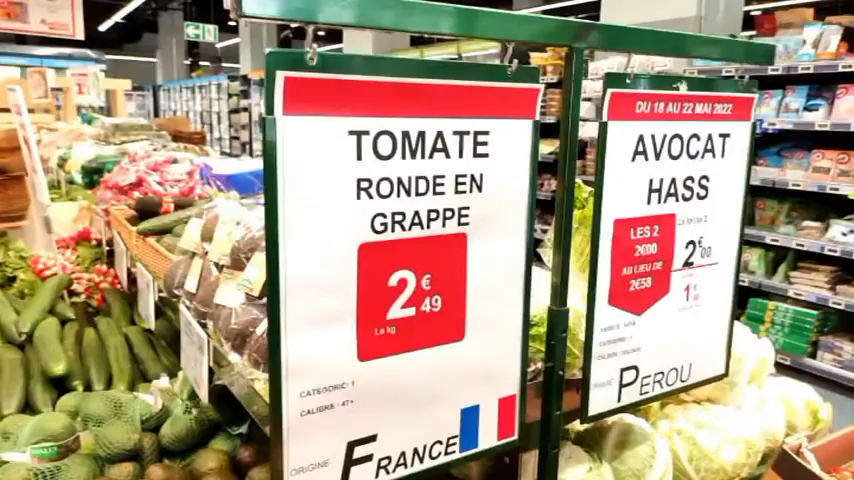 TOMATE
RONDE EN
GRAPPE
2€49
Le kg
CATEGORIE: 1
CALIBRE : 47+
ORIGINE
FRANCE
DU 18 AU 22 MAI 2022
AVOCAT
HASS
LES 2
2€00
AU LIEU DE
2€58
2€00
PEROU